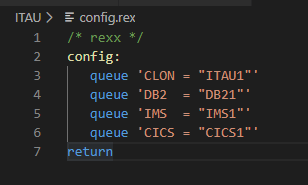 ITAU > config.rex
1 /* rexx */
2 config:
3 queue 'CLON = "ITAU1"'
4 queue 'DB2  = "DB21"'
5 queue 'IMS  = "IMS1"'
6 queue 'CICS = "CICS1"'
7 return